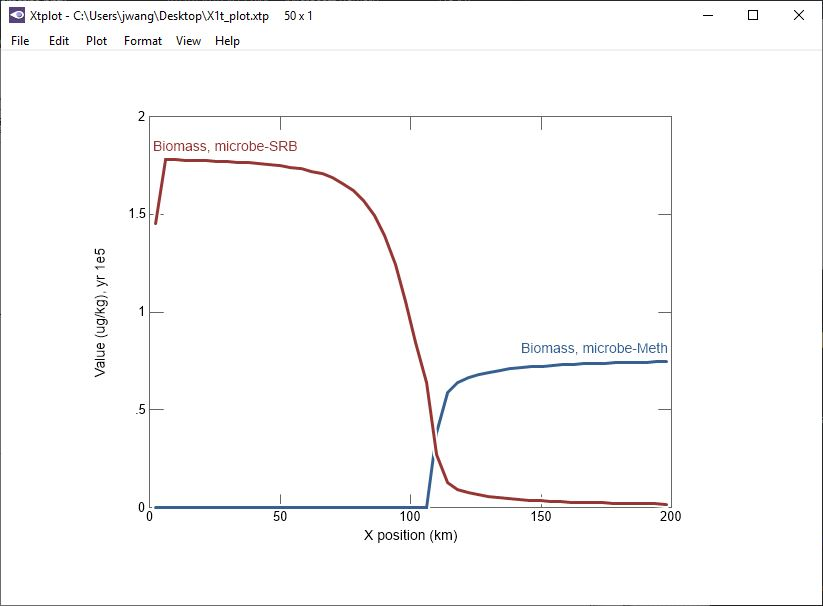 Xtplot - C:\Users\jwang\Desktop\X1t_plot.xtp 50 x 1
File Edit Plot Format View Help
2
Biomass, microbe-SRB
1.5
Value (ug/kg), yr 1e5
1
Biomass, microbe-Meth
.5
0
0 50 100 150 200
X position (km)